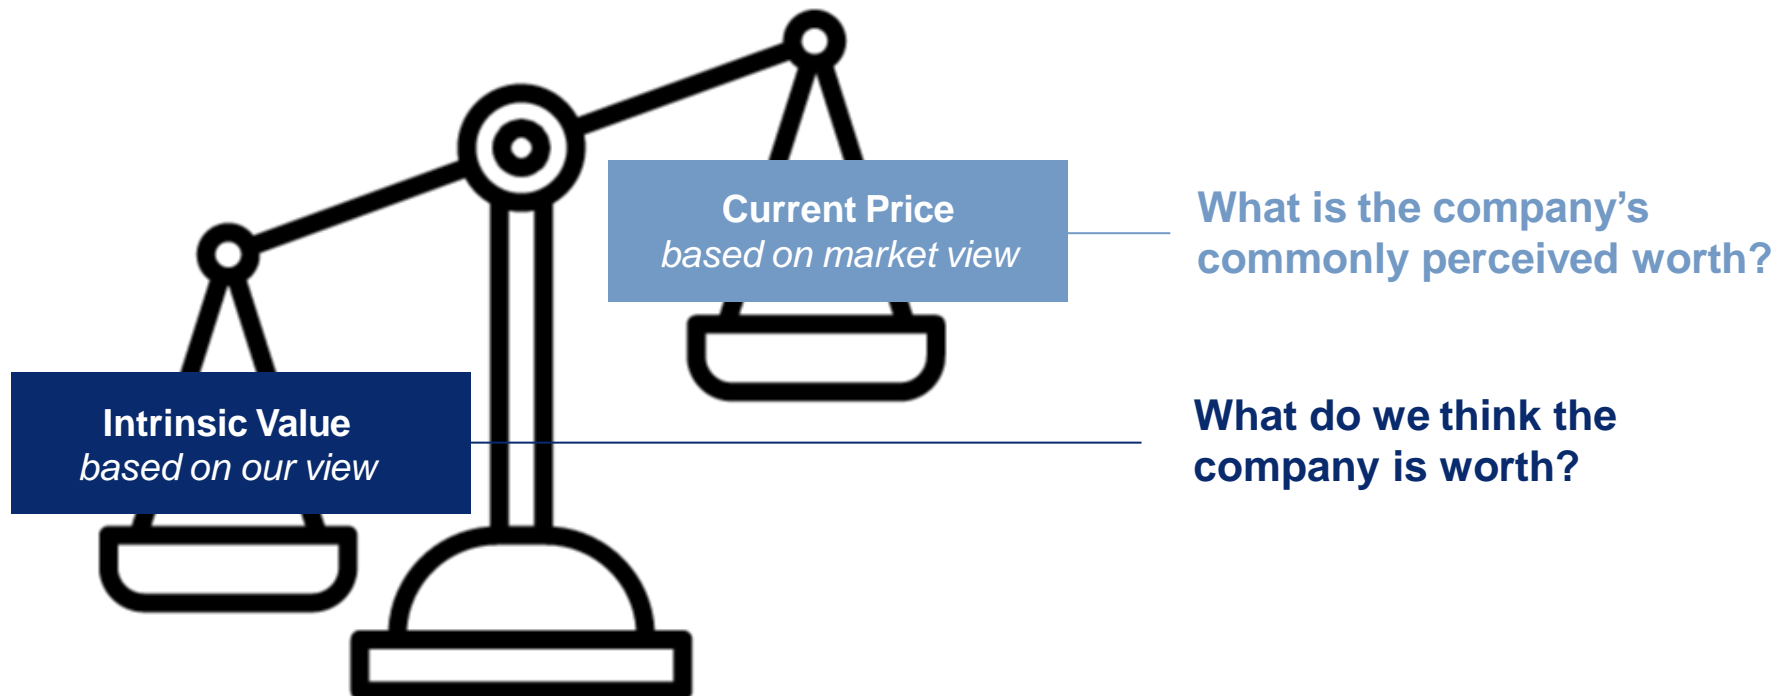 Current Price
based on market view
What is the company’s
commonly perceived worth?
Intrinsic Value
based on our view
What do we think the
company is worth?